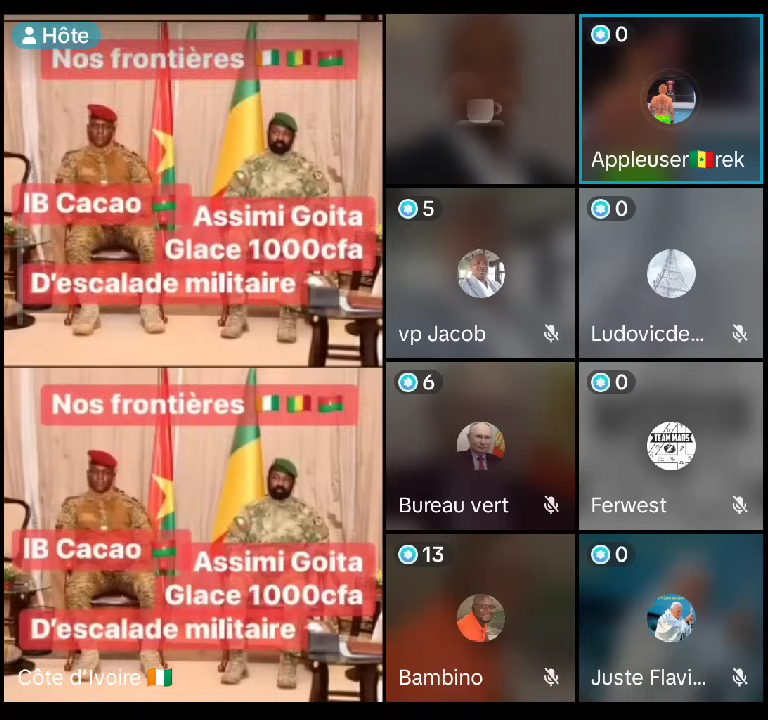 Hôte
Nos frontières
IB Cacao
Assimi Goita
Glace 1000cfa
D'escalade militaire
Nos frontières
IB Cacao
Assimi Goita
Glace 1000cfa
D'escalade militaire
Côte d'Ivoire
0
Appleuser rek
5
vp Jacob
0
Ludovicde...
6
Bureau vert
0
TEAM MARS
Ferwest
13
Bambino
0
Juste Flavi...